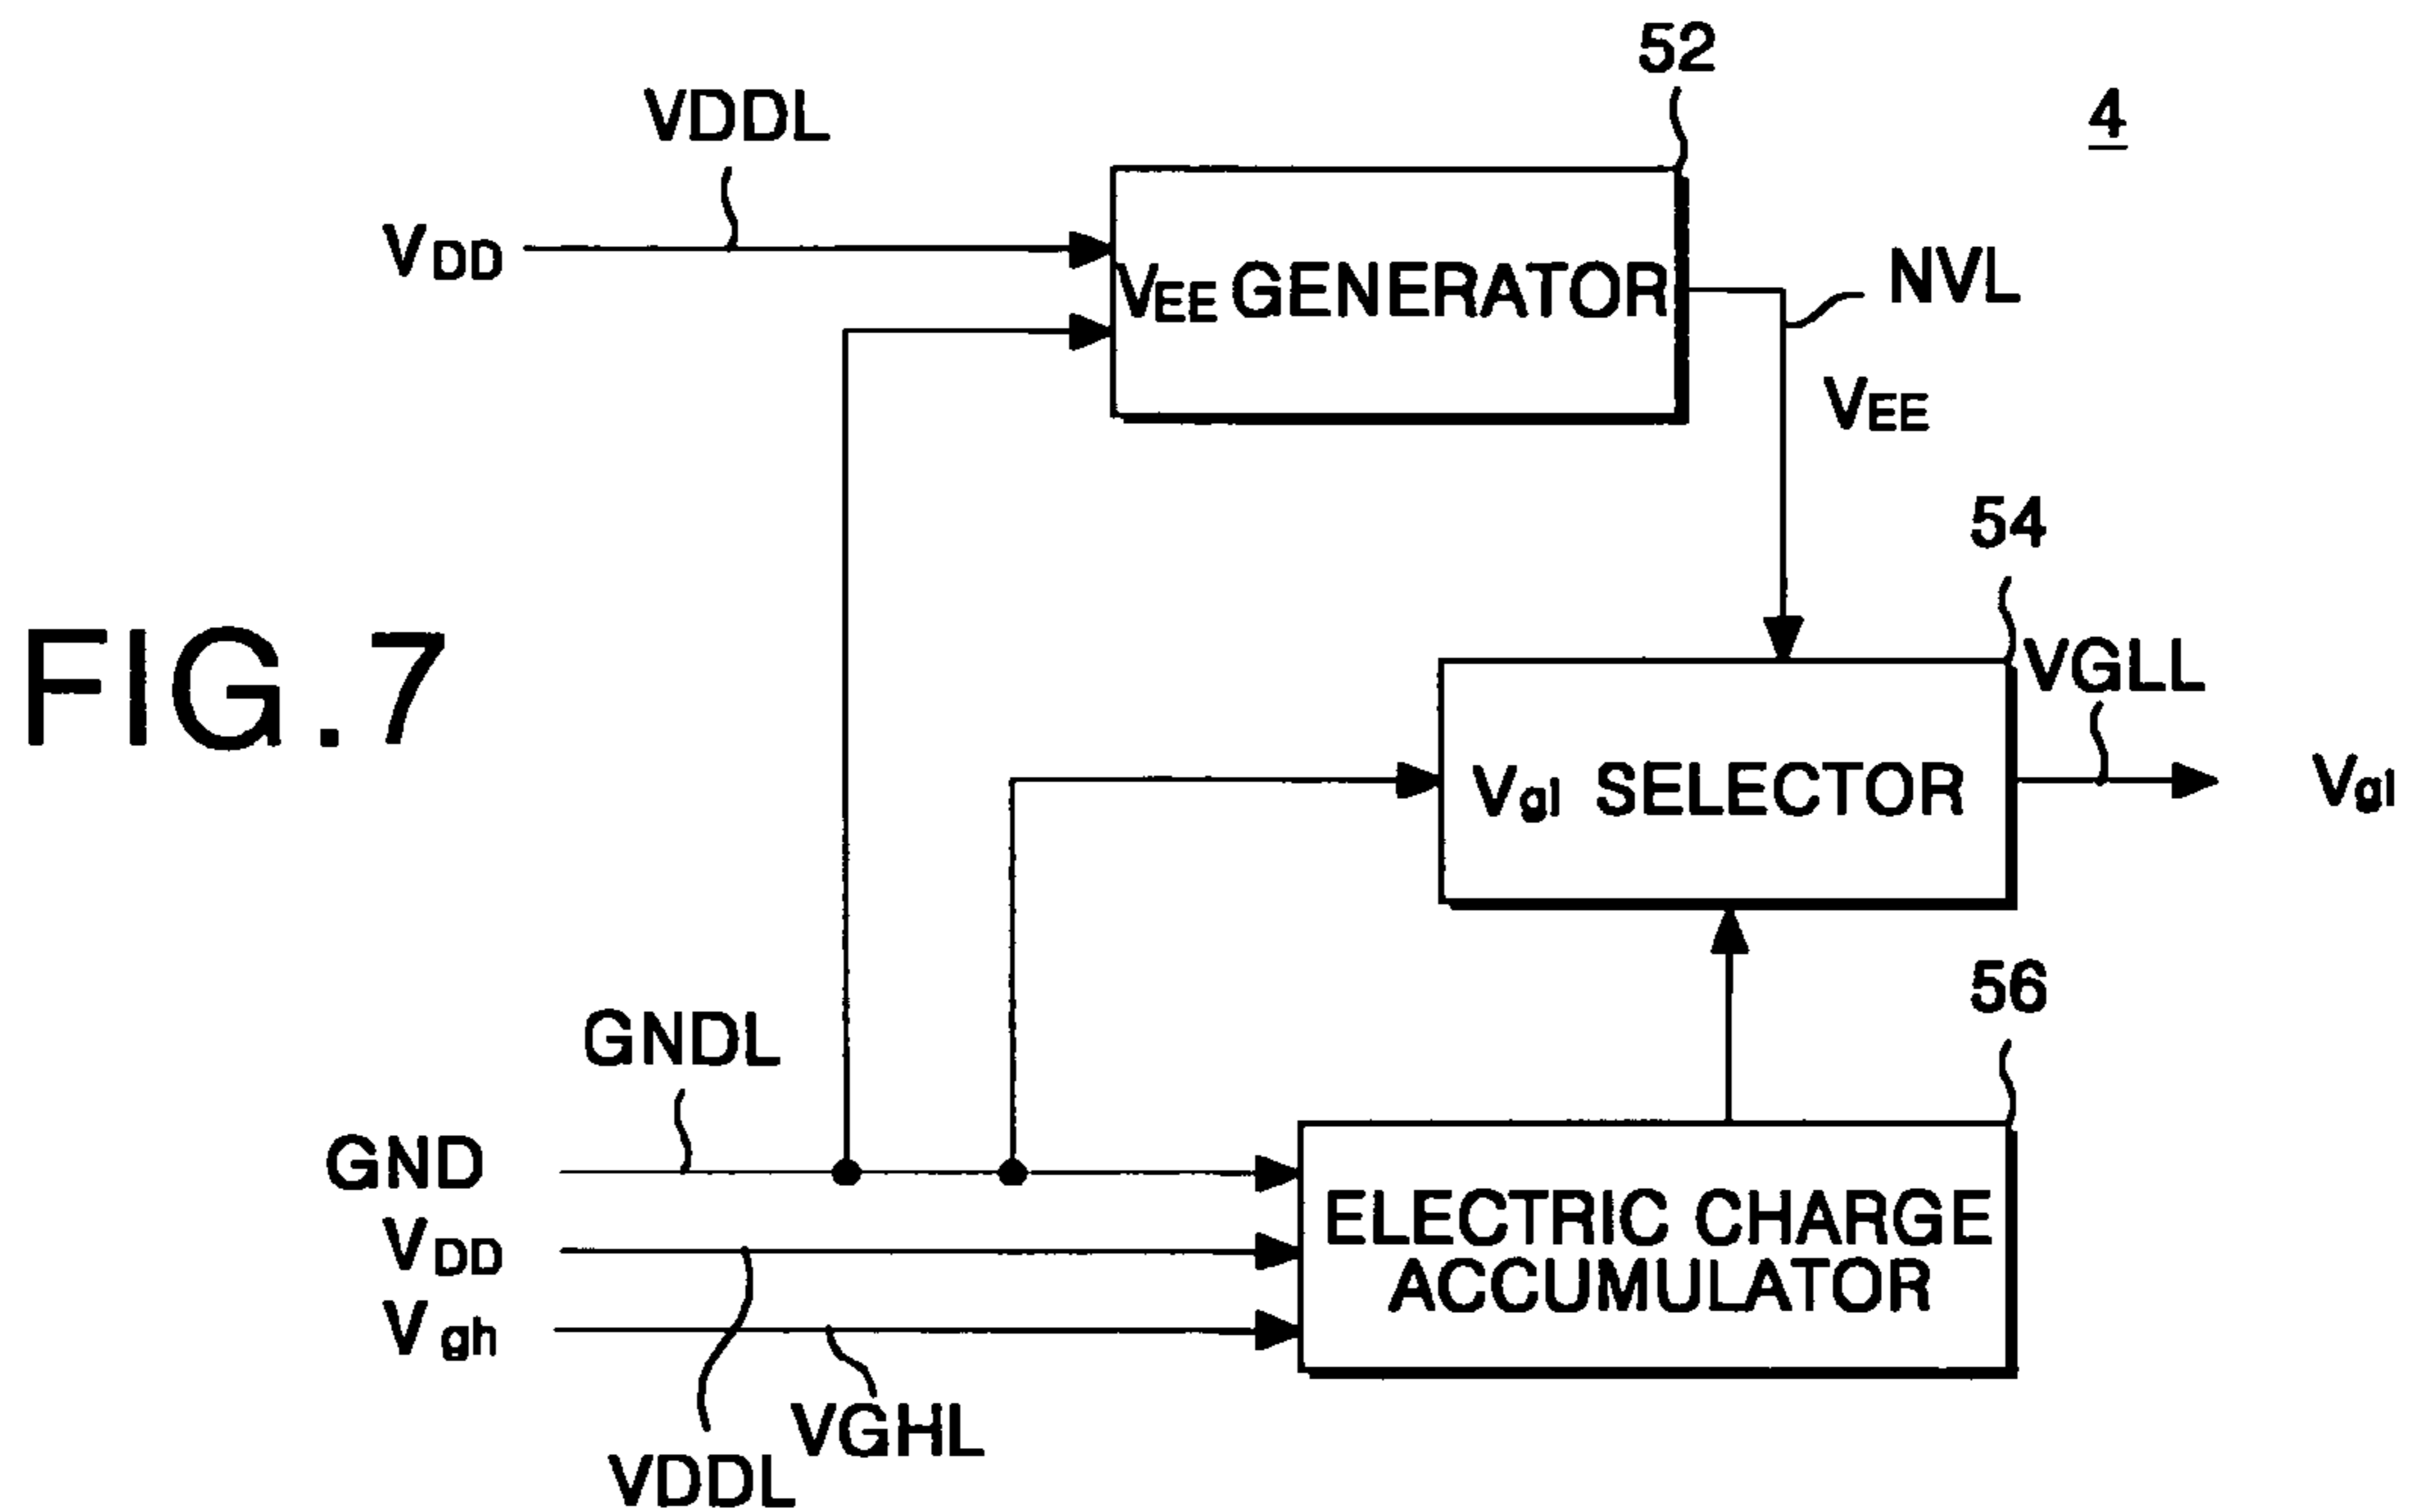 52
4
VDDL
VDD
VEE GENERATOR
NVL
VEE
54
FIG.7
VGLL
Vgl SELECTOR
Vgl
56
GNDL
GND
VDD
Vgh
ELECTRIC CHARGE
ACCUMULATOR
VGHL
VDDL